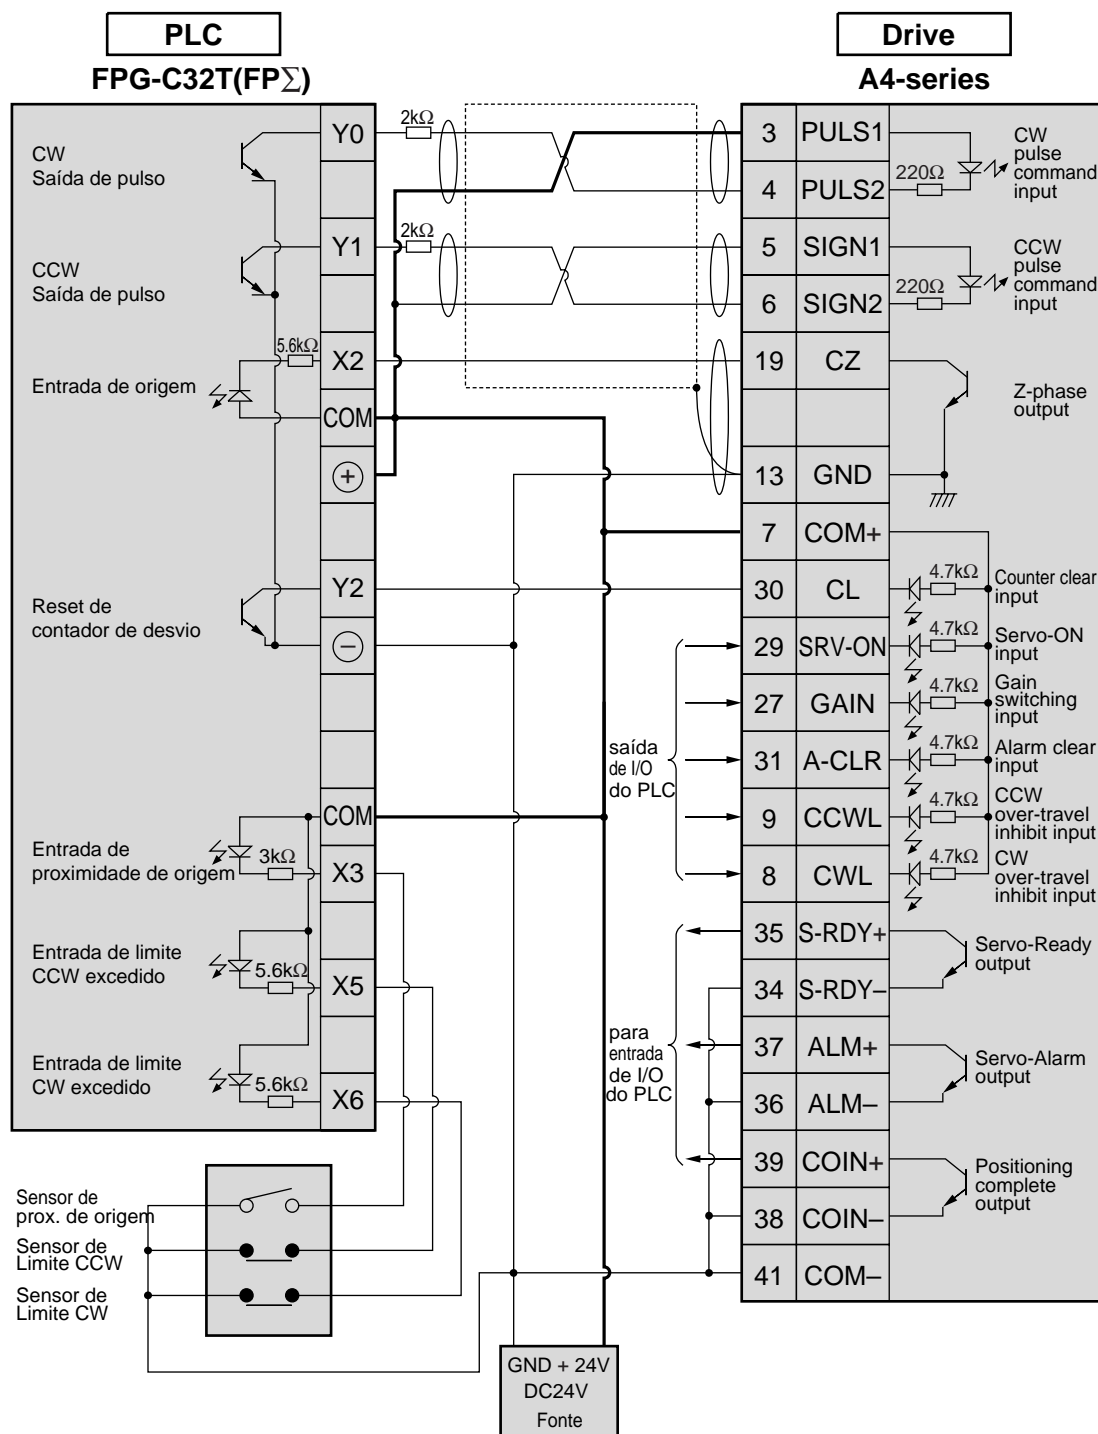 PLC
FPG-C32T(FPΣ)
Drive
A4-series
CW
Saída de pulso
Y0
2kΩ
3 PULS1
CW
pulse
command
input
220Ω
4 PULS2
CCW
Saída de pulso
Y1
2kΩ
5 SIGN1
CCW
pulse
command
input
220Ω
6 SIGN2
Entrada de origem
5.6kΩ
X2
19 CZ
Z-phase
output
COM
+
13 GND
7 COM+
Reset de
contador de desvio
Y2
30 CL
4.7kΩ
Counter clear
input
−
29 SRV-ON
4.7kΩ
Servo-ON
input
27 GAIN
4.7kΩ
Gain
switching
input
saída
de I/O
do PLC
31 A-CLR
4.7kΩ
Alarm clear
input
COM
9 CCWL
4.7kΩ
CCW
over-travel
inhibit input
Entrada de
proximidade de origem
3kΩ
X3
8 CWL
4.7kΩ
CW
over-travel
inhibit input
35 S-RDY+
Servo-Ready
output
Entrada de limite
CCW excedido
5.6kΩ
X5
34 S-RDY–
para
entrada
de I/O
do PLC
37 ALM+
Servo-Alarm
output
Entrada de limite
CW excedido
5.6kΩ
X6
36 ALM–
39 COIN+
Positioning
complete
output
38 COIN–
41 COM–
Sensor de
prox. de origem
Sensor de
Limite CCW
Sensor de
Limite CW
GND + 24V
DC24V
Fonte